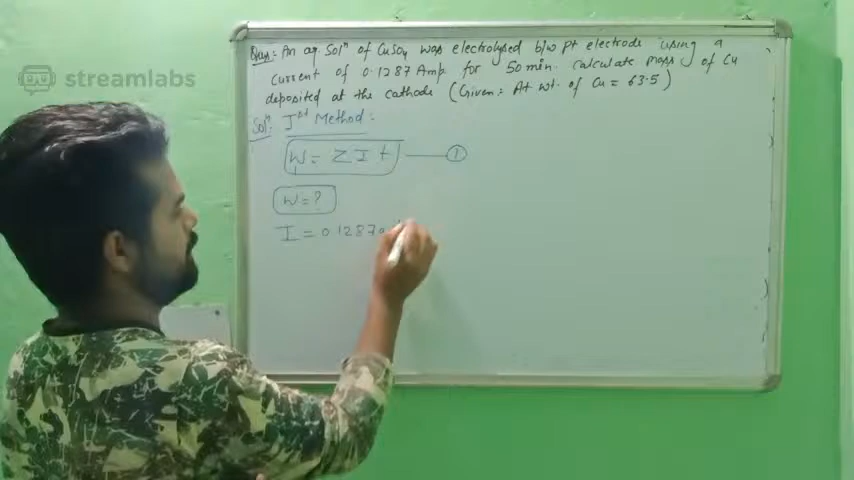 streamlabs
Ques:- An aq. Solⁿ of CuSO₄ was electrolysed b/w Pt electrode using a
current of 0.1287 Amp. for 50 min. calculate mass of Cu
deposited at the cathode (Given: At wt. of Cu = 63.5)
Solⁿ: Iˢᵗ Method:
W = Z I t —— ①
W = ?
I = 0.1287